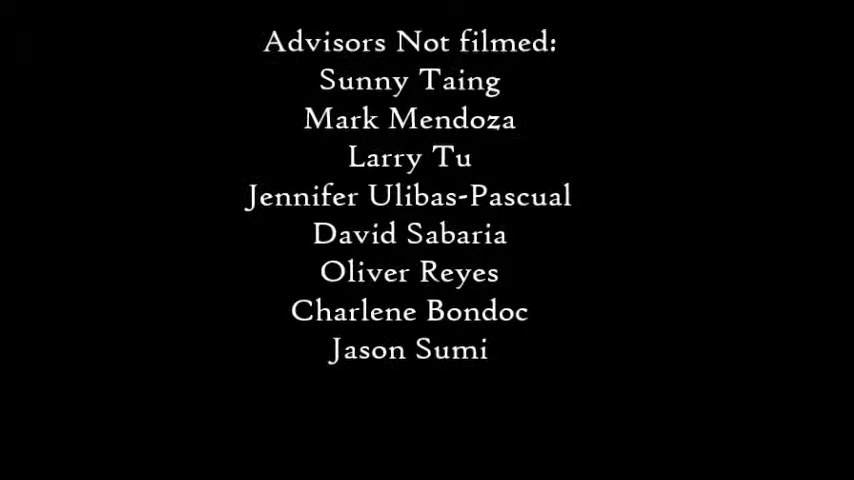 Advisors Not filmed:
Sunny Taing
Mark Mendoza
Larry Tu
Jennifer Ulibas-Pascual
David Sabaria
Oliver Reyes
Charlene Bondoc
Jason Sumi